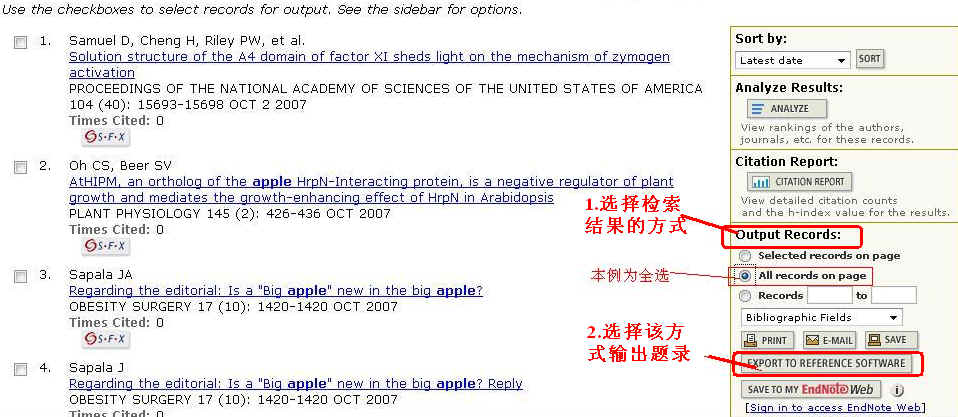 Use the checkboxes to select records for output. See the sidebar for options.
1. Samuel D, Cheng H, Riley PW, et al.
Solution structure of the A4 domain of factor XI sheds light on the mechanism of zymogen
activation
PROCEEDINGS OF THE NATIONAL ACADEMY OF SCIENCES OF THE UNITED STATES OF AMERICA
104 (40): 15693-15698 OCT 2 2007
Times Cited: 0
S·F·X
2. Oh CS, Beer SV
AtHIPM, an ortholog of the apple HrpN-Interacting protein, is a negative regulator of plant
growth and mediates the growth-enhancing effect of HrpN in Arabidopsis
PLANT PHYSIOLOGY 145 (2): 426-436 OCT 2007
Times Cited: 0
S·F·X
3. Sapala JA
Regarding the editorial: Is a "Big apple" new in the big apple?
OBESITY SURGERY 17 (10): 1420-1420 OCT 2007
Times Cited: 0
S·F·X
4. Sapala J
Regarding the editorial: Is a "Big apple" new in the big apple? Reply
OBESITY SURGERY 17 (10): 1420-1420 OCT 2007
Times Cited: 0
Sort by:
Latest date SORT
Analyze Results:
ANALYZE
View rankings of the authors,
journals, etc. for these records.
Citation Report:
CITATION REPORT
View detailed citation counts
and the h-index value for the results.
1.选择检索
结果的方式
Output Records:
Selected records on page
本例为全选
All records on page
Records to
Bibliographic Fields
2.选择该方
式输出题录
PRINT E-MAIL SAVE
EXPORT TO REFERENCE SOFTWARE
SAVE TO MY EndNote Web i
[Sign in to access EndNote Web]